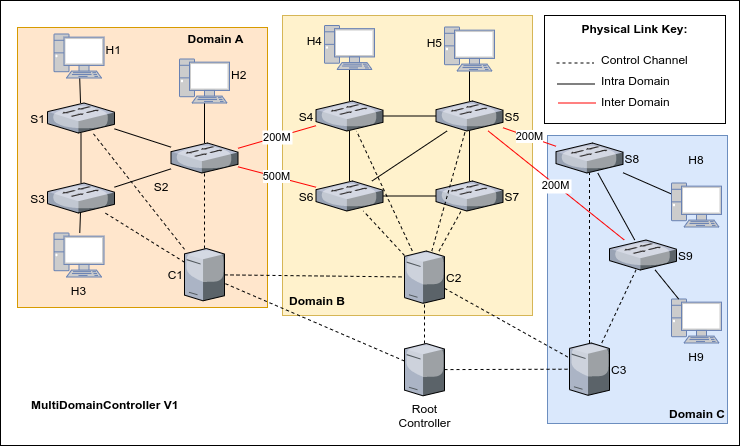 H1
Domain A
H2
S1
S2
S3
H3
C1
200M
500M
H4
H5
S4
S5
S6
S7
C2
Domain B
Physical Link Key:
Control Channel
Intra Domain
Inter Domain
200M
200M
S8
H8
S9
H9
C3
Domain C
Root
Controller
MultiDomainController V1